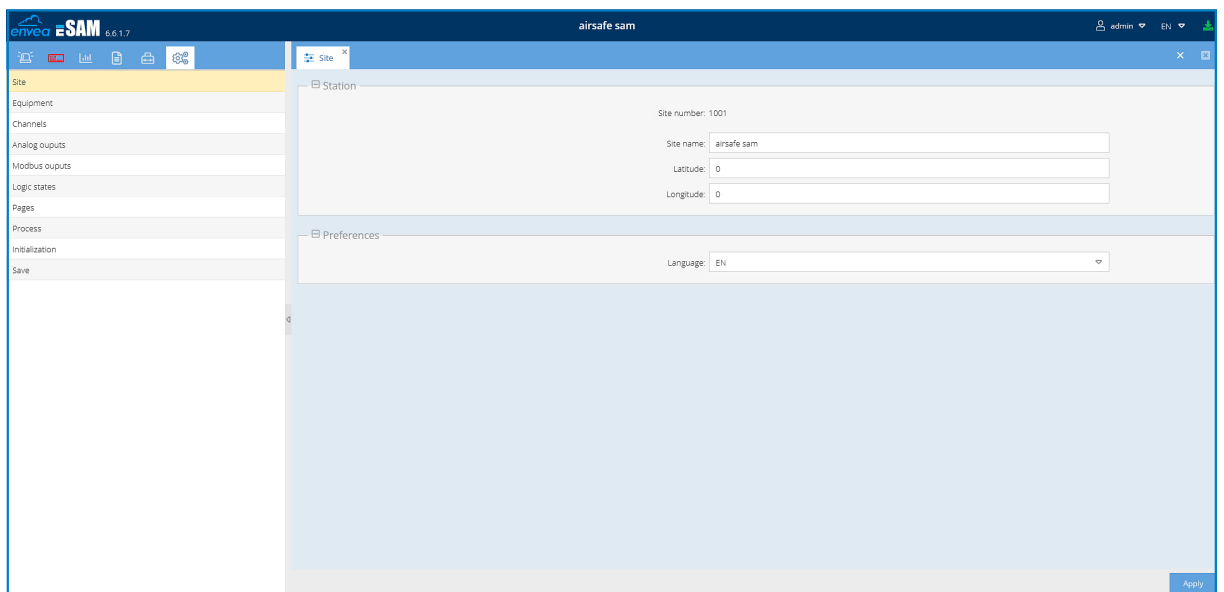 envea eSAM 6.6.1.7
airsafe sam
admin
EN
Site
Site
Equipment
Channels
Analog ouputs
Modbus ouputs
Logic states
Pages
Process
Initialization
Save
Station
Site number: 1001
Site name: airsafe sam
Latitude: 0
Longitude: 0
Preferences
Language: EN
Apply